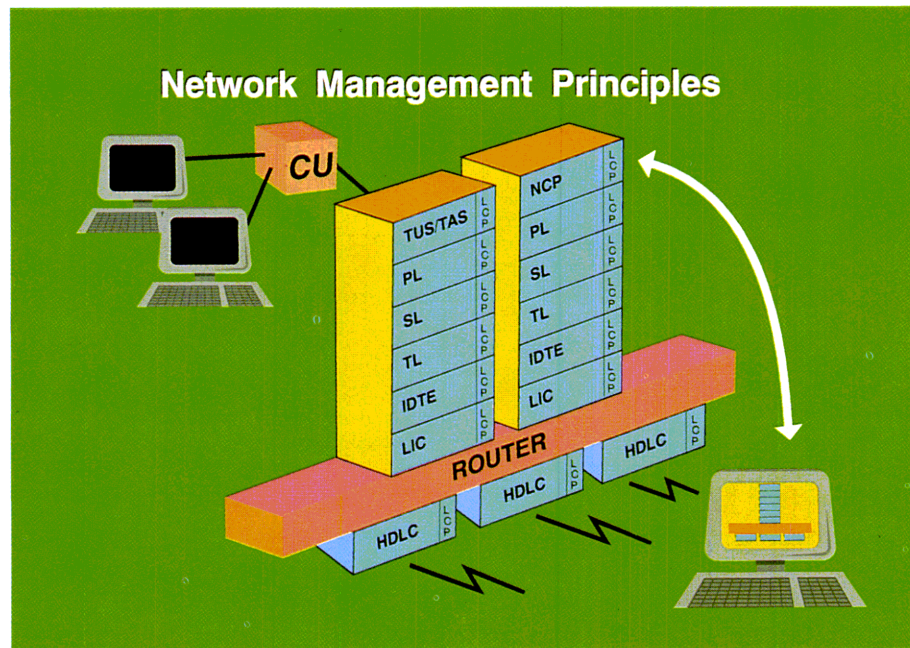 Network Management Principles
CU
TUS/TAS LCP
PL LCP
SL LCP
TL LCP
IDTE LCP
LIC LCP
NCP LCP
PL LCP
SL LCP
TL LCP
IDTE LCP
LIC LCP
ROUTER
HDLC LCP
HDLC LCP
HDLC LCP